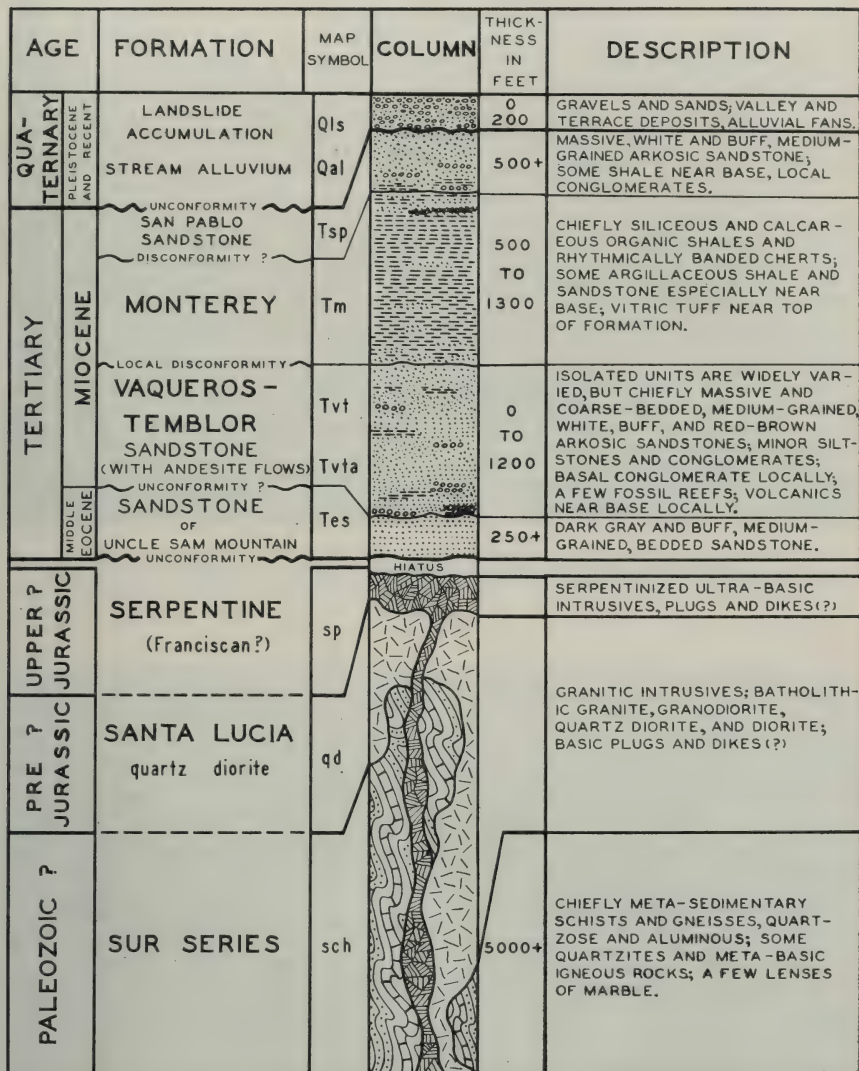 AGE
FORMATION
MAP
SYMBOL
COLUMN
THICK-
NESS
IN
FEET
DESCRIPTION
QUA-
TERNARY
PLEISTOCENE
AND RECENT
LANDSLIDE
ACCUMULATION
STREAM ALLUVIUM
Qls
Qal
0
200
GRAVELS AND SANDS; VALLEY AND
TERRACE DEPOSITS, ALLUVIAL FANS.
UNCONFORMITY
TERTIARY
MIOCENE
SAN PABLO
SANDSTONE
Tsp
500+
MASSIVE, WHITE AND BUFF, MEDIUM-
GRAINED ARKOSIC SANDSTONE;
SOME SHALE NEAR BASE, LOCAL
CONGLOMERATES.
DISCONFORMITY ?
MONTEREY
Tm
500
TO
1300
CHIEFLY SILICEOUS AND CALCAR-
EOUS ORGANIC SHALES AND
RHYTHMICALLY BANDED CHERTS;
SOME ARGILLACEOUS SHALE AND
SANDSTONE ESPECIALLY NEAR
BASE; VITRIC TUFF NEAR TOP
OF FORMATION.
LOCAL DISCONFORMITY
VAQUEROS-
TEMBLOR
SANDSTONE
(WITH ANDESITE FLOWS)
Tvt
Tvta
0
TO
1200
ISOLATED UNITS ARE WIDELY VAR-
IED, BUT CHIEFLY MASSIVE AND
COARSE-BEDDED, MEDIUM-GRAINED,
WHITE, BUFF, AND RED-BROWN
ARKOSIC SANDSTONES; MINOR SILT-
STONES AND CONGLOMERATES;
BASAL CONGLOMERATE LOCALLY;
A FEW FOSSIL REEFS; VOLCANICS
NEAR BASE LOCALLY.
UNCONFORMITY ?
MIDDLE
EOCENE
SANDSTONE
OF
UNCLE SAM MOUNTAIN
Tes
250+
DARK GRAY AND BUFF, MEDIUM-
GRAINED, BEDDED SANDSTONE.
UNCONFORMITY
HIATUS
UPPER ?
JURASSIC
SERPENTINE
(Franciscan?)
sp
SERPENTINIZED ULTRA-BASIC
INTRUSIVES, PLUGS AND DIKES(?)
PRE ?
JURASSIC
SANTA LUCIA
quartz diorite
qd
GRANITIC INTRUSIVES; BATHOLITH-
IC GRANITE, GRANODIORITE,
QUARTZ DIORITE, AND DIORITE;
BASIC PLUGS AND DIKES(?)
PALEOZOIC ?
SUR SERIES
sch
5000+
CHIEFLY META-SEDIMENTARY
SCHISTS AND GNEISSES, QUART-
ZOSE AND ALUMINOUS; SOME
QUARTZITES AND META-BASIC
IGNEOUS ROCKS; A FEW LENSES
OF MARBLE.